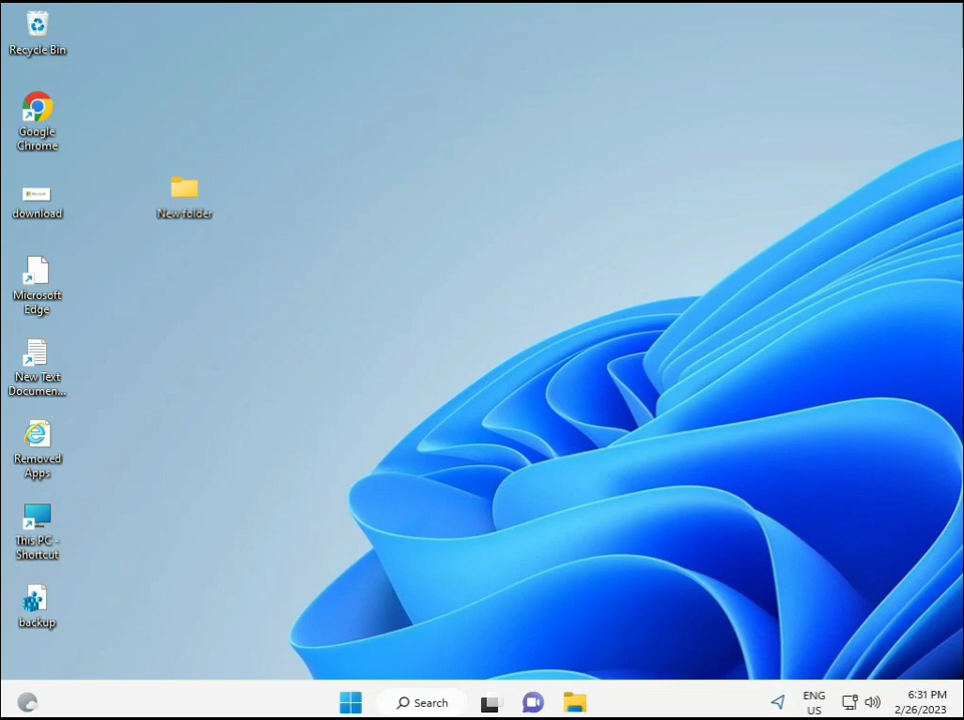 Recycle Bin
Google
Chrome
download
New folder
Microsoft
Edge
New Text
Documen...
Removed
Apps
This PC -
Shortcut
backup
Search
ENG
US
6:31 PM
2/26/2023